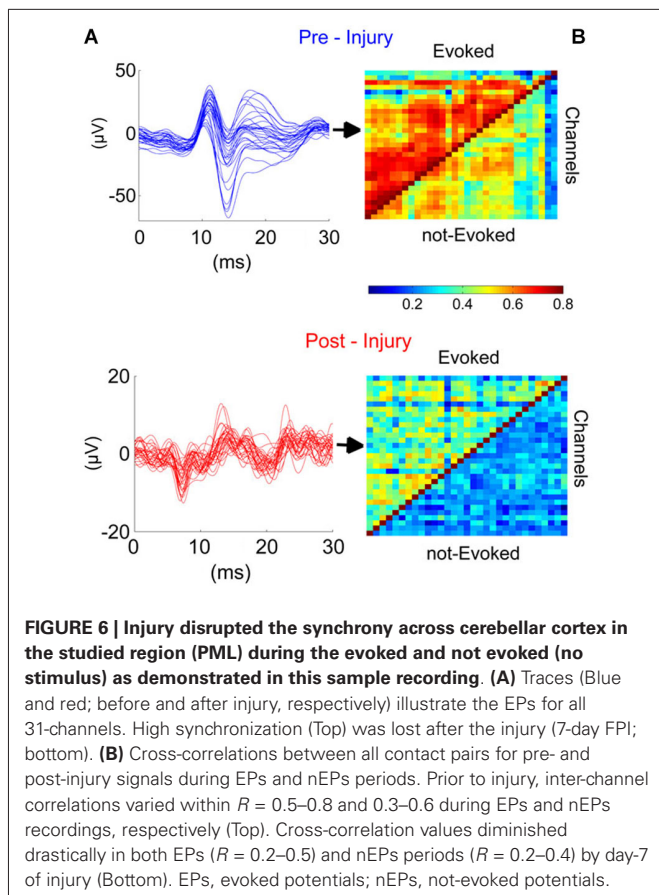 A
Pre - Injury
B
Evoked
50
0
-50
(µV)
0 10 20 30
(ms)
Channels
not-Evoked
0.2 0.4 0.6 0.8
Post - Injury
Evoked
20
0
-20
(µV)
0 10 20 30
(ms)
Channels
not-Evoked
FIGURE 6 | Injury disrupted the synchrony across cerebellar cortex in
the studied region (PML) during the evoked and not evoked (no
stimulus) as demonstrated in this sample recording. (A) Traces (Blue
and red; before and after injury, respectively) illustrate the EPs for all
31-channels. High synchronization (Top) was lost after the injury (7-day FPI;
bottom). (B) Cross-correlations between all contact pairs for pre- and
post-injury signals during EPs and nEPs periods. Prior to injury, inter-channel
correlations varied within R = 0.5–0.8 and 0.3–0.6 during EPs and nEPs
recordings, respectively (Top). Cross-correlation values diminished
drastically in both EPs (R = 0.2–0.5) and nEPs periods (R = 0.2–0.4) by day-7
of injury (Bottom). EPs, evoked potentials; nEPs, not-evoked potentials.